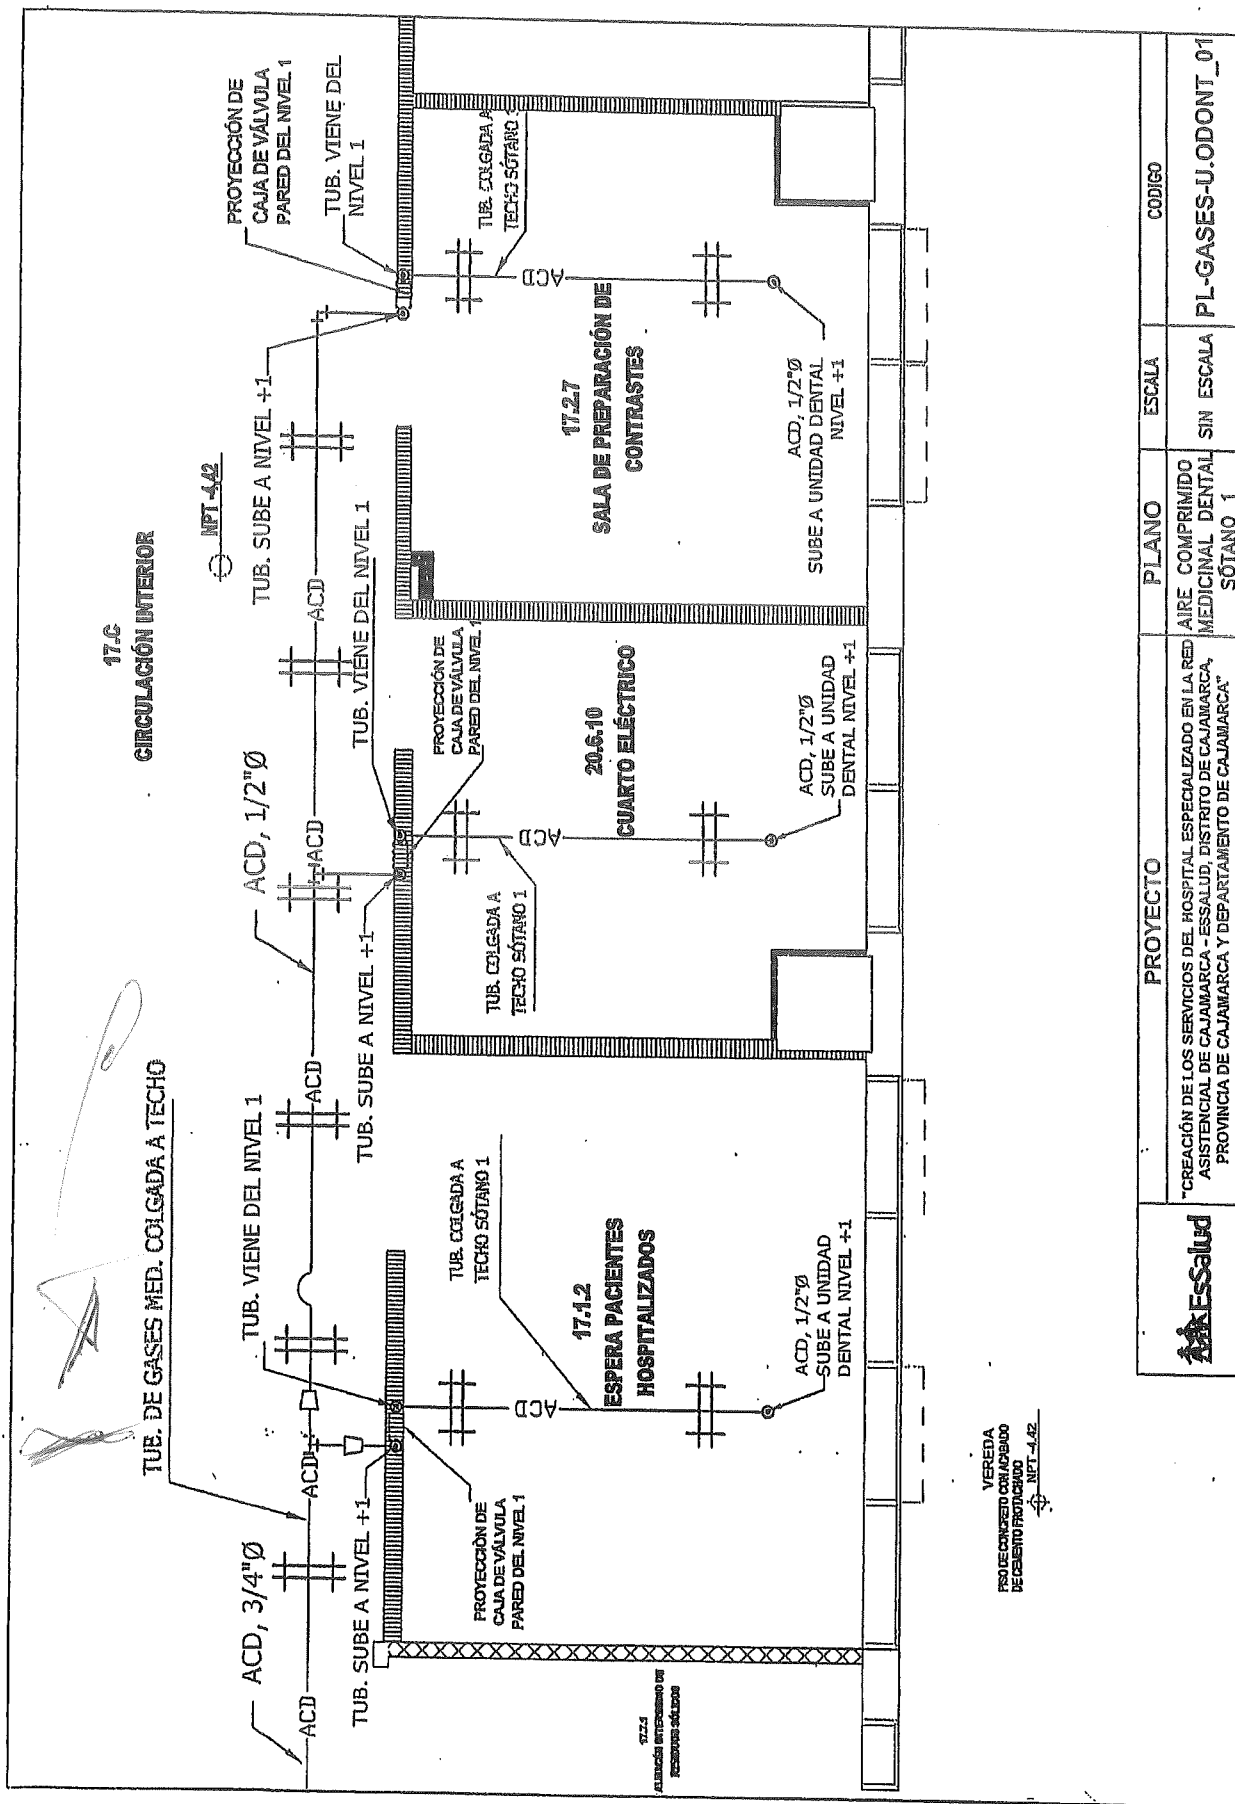 17.C
CIRCULACIÓN INTERIOR
NPT -4.42
TUB. DE GASES MED. COLGADA A TECHO
ACD, 3/4"Ø
ACD, 1/2"Ø
ACD
ACD
ACD
ACD
ACD
TUB. VIENE DEL NIVEL 1
TUB. SUBE A NIVEL +1
PROYECCIÓN DE
CAJA DE VÁLVULA
PARED DEL NIVEL 1
TUB. COLGADA A
TECHO SÓTANO 1
ACD
17.1.2
ESPERA PACIENTES
HOSPITALIZADOS
ACD, 1/2"Ø
SUBE A UNIDAD
DENTAL NIVEL +1
TUB. VIENE DEL NIVEL 1
TUB. SUBE A NIVEL +1
PROYECCIÓN DE
CAJA DE VÁLVULA
PARED DEL NIVEL 1
TUB. COLGADA A
TECHO SÓTANO 1
ACD
20.6.10
CUARTO ELÉCTRICO
ACD, 1/2"Ø
SUBE A UNIDAD
DENTAL NIVEL +1
TUB. SUBE A NIVEL +1
PROYECCIÓN DE
CAJA DE VÁLVULA
PARED DEL NIVEL 1
TUB. VIENE DEL
NIVEL 1
TUB. COLGADA A
TECHO SÓTANO
ACD
17.2.7
SALA DE PREPARACIÓN DE
CONTRASTES
ACD, 1/2"Ø
SUBE A UNIDAD DENTAL
NIVEL +1
RESIDUOS SÓLIDOS
VEREDA
PISO DE CONCRETO CON ACABADO
DE CEMENTO FROTACHADO
NPT -4.42
EsSalud
PROYECTO
"CREACIÓN DE LOS SERVICIOS DEL HOSPITAL ESPECIALIZADO EN LA RED
ASISTENCIAL DE CAJAMARCA - ESSALUD, DISTRITO DE CAJAMARCA,
PROVINCIA DE CAJAMARCA Y DEPARTAMENTO DE CAJAMARCA"
PLANO
AIRE COMPRIMIDO
MEDICINAL DENTAL
SÓTANO 1
ESCALA
SIN ESCALA
CODIGO
PL-GASES-U.ODONT_01